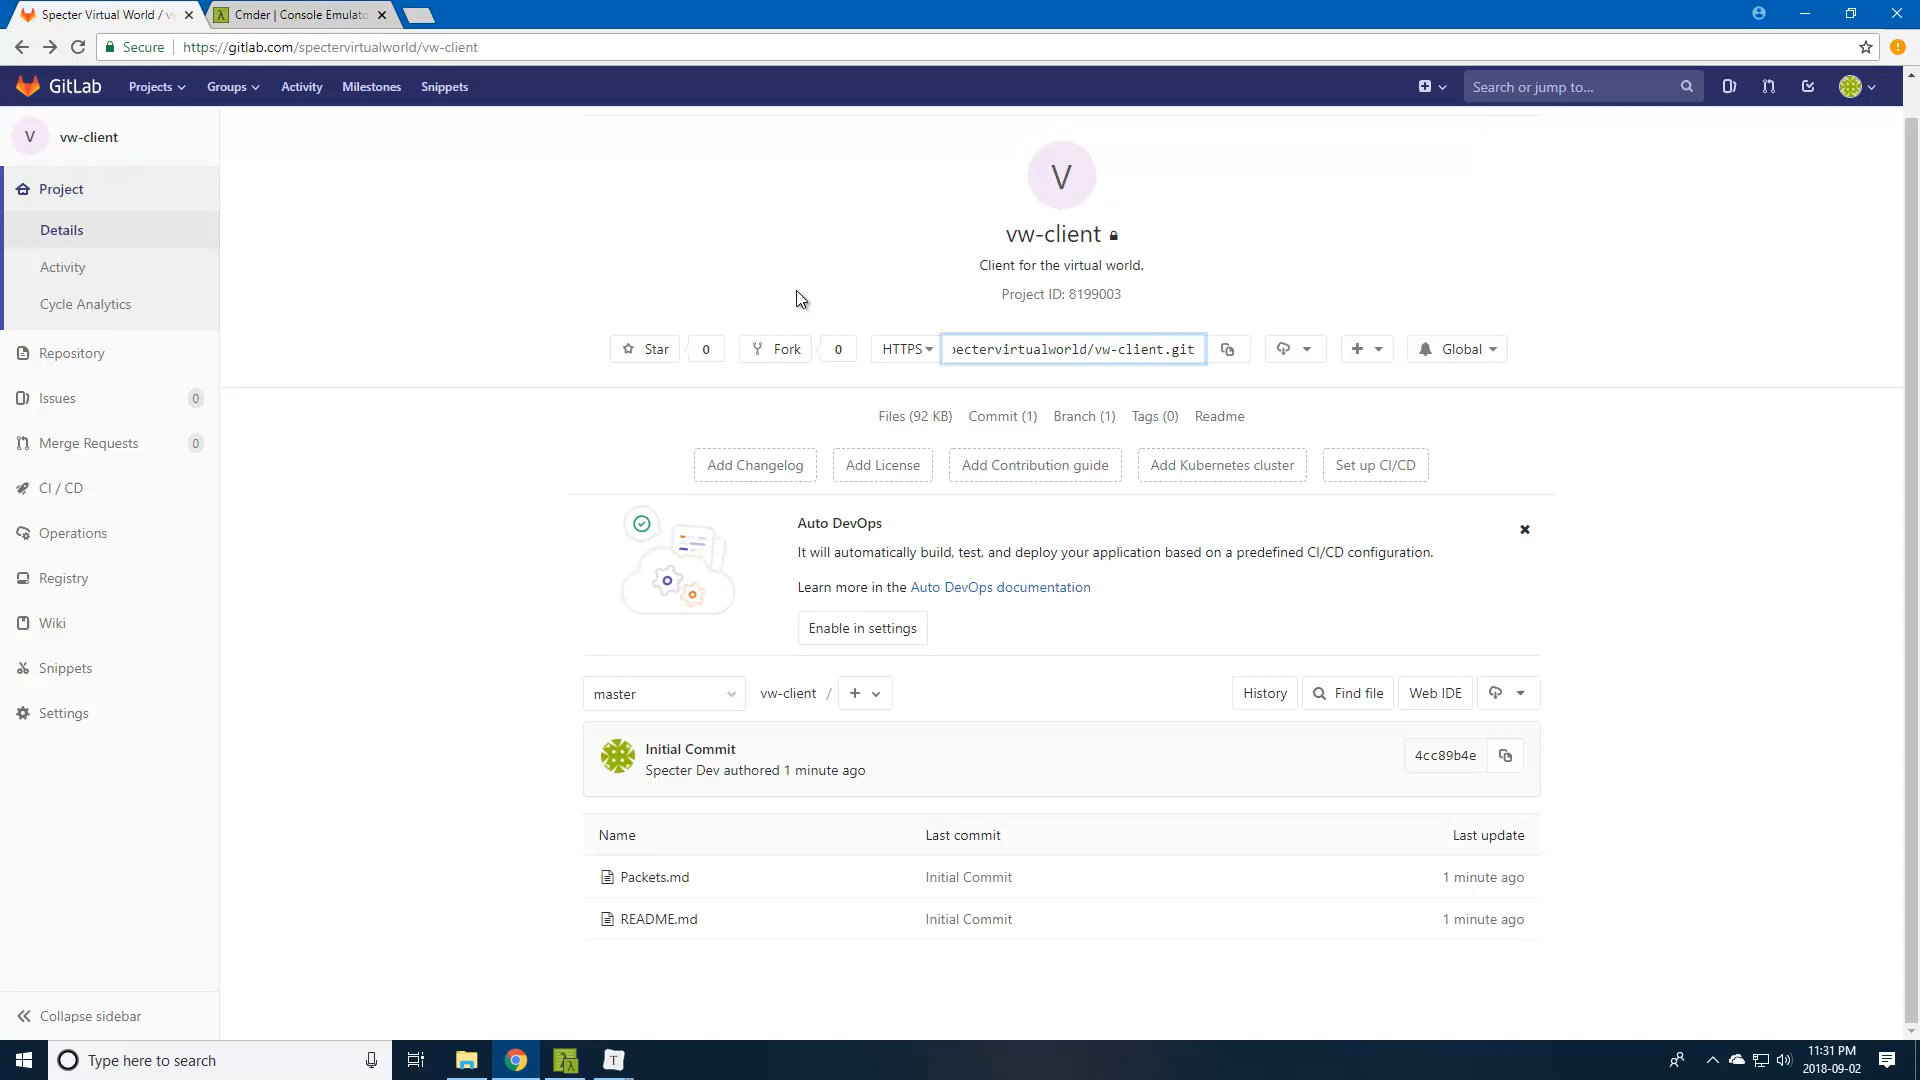 Specter Virtual World / vw
Cmder | Console Emulato
Secure
https://gitlab.com/spectervirtualworld/vw-client
GitLab
Projects
Groups
Activity
Milestones
Snippets
Search or jump to...
V
vw-client
Project
Details
Activity
Cycle Analytics
Repository
Issues
0
Merge Requests
0
CI / CD
Operations
Registry
Wiki
Snippets
Settings
Collapse sidebar
V
vw-client
Client for the virtual world.
Project ID: 8199003
Star
0
Fork
0
HTTPS
pectervirtualworld/vw-client.git
Global
Files (92 KB)
Commit (1)
Branch (1)
Tags (0)
Readme
Add Changelog
Add License
Add Contribution guide
Add Kubernetes cluster
Set up CI/CD
Auto DevOps
It will automatically build, test, and deploy your application based on a predefined CI/CD configuration.
Learn more in the Auto DevOps documentation
Enable in settings
master
vw-client /
History
Find file
Web IDE
Initial Commit
Specter Dev authored 1 minute ago
4cc89b4e
Name
Last commit
Last update
Packets.md
Initial Commit
1 minute ago
README.md
Initial Commit
1 minute ago
Type here to search
T
11:31 PM
2018-09-02